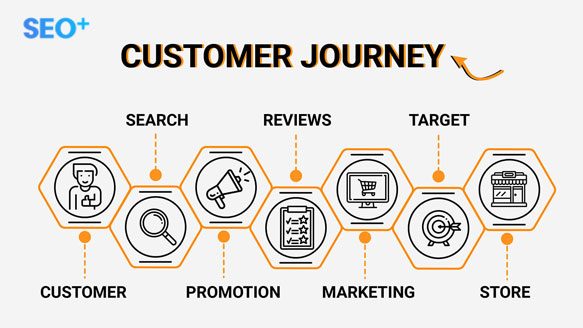 SEO+
CUSTOMER JOURNEY
SEARCH REVIEWS TARGET
CUSTOMER PROMOTION MARKETING STORE